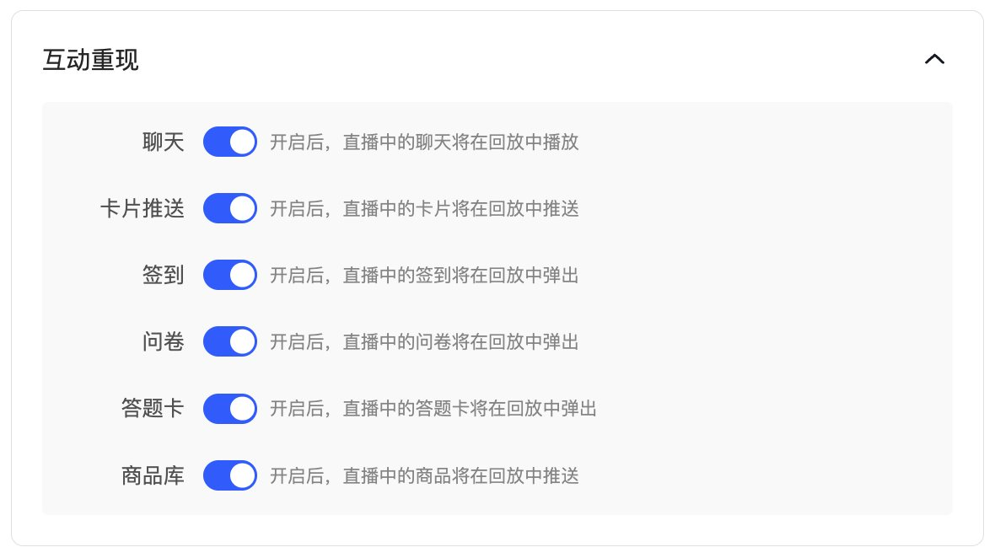 互动重现
聊天 开启后，直播中的聊天将在回放中播放
卡片推送 开启后，直播中的卡片将在回放中推送
签到 开启后，直播中的签到将在回放中弹出
问卷 开启后，直播中的问卷将在回放中弹出
答题卡 开启后，直播中的答题卡将在回放中弹出
商品库 开启后，直播中的商品将在回放中推送